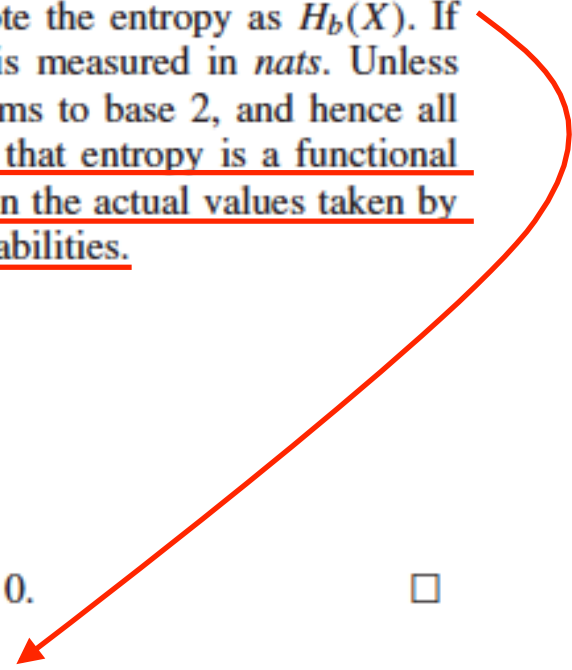 te the entropy as H_b(X). If
is measured in nats. Unless
ms to base 2, and hence all
that entropy is a functional
n the actual values taken by
abilities.
0. □